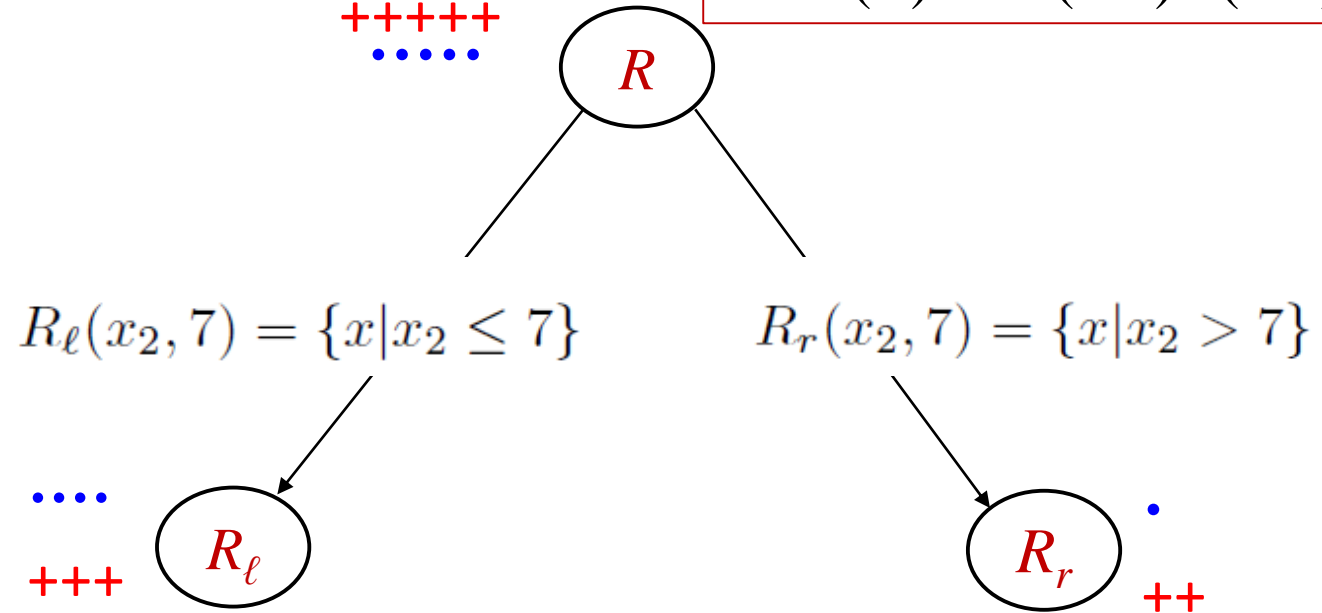 +++++
•••••
R
R_ℓ(x_2, 7) = {x|x_2 ≤ 7}
R_r(x_2, 7) = {x|x_2 > 7}
••••
R_ℓ
+++
•
R_r
++